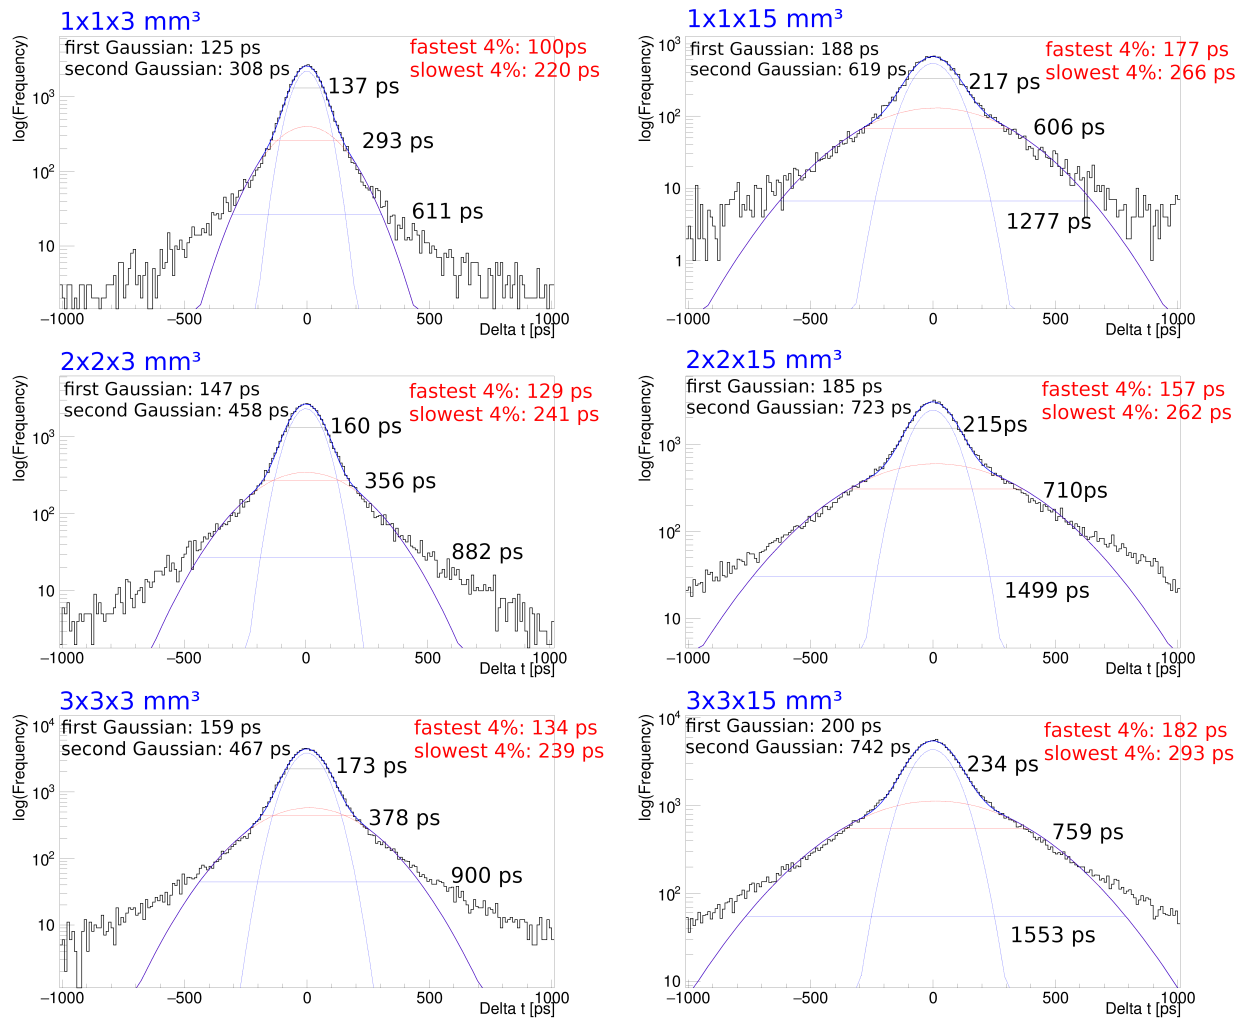 1x1x3 mm³
first Gaussian: 125 ps
second Gaussian: 308 ps
fastest 4%: 100ps
slowest 4%: 220 ps
log(Frequency)
137 ps
293 ps
611 ps
10³
10²
10
−1000
−500
0
500
1000
Delta t [ps]
1x1x15 mm³
first Gaussian: 188 ps
second Gaussian: 619 ps
fastest 4%: 177 ps
slowest 4%: 266 ps
log(Frequency)
217 ps
606 ps
1277 ps
10³
10²
10
1
−1000
−500
0
500
1000
Delta t [ps]
2x2x3 mm³
first Gaussian: 147 ps
second Gaussian: 458 ps
fastest 4%: 129 ps
slowest 4%: 241 ps
log(Frequency)
160 ps
356 ps
882 ps
10³
10²
10
−1000
−500
0
500
1000
Delta t [ps]
2x2x15 mm³
first Gaussian: 185 ps
second Gaussian: 723 ps
fastest 4%: 157 ps
slowest 4%: 262 ps
log(Frequency)
215ps
710ps
1499 ps
10³
10²
10
−1000
−500
0
500
1000
Delta t [ps]
3x3x3 mm³
first Gaussian: 159 ps
second Gaussian: 467 ps
fastest 4%: 134 ps
slowest 4%: 239 ps
log(Frequency)
173 ps
378 ps
900 ps
10⁴
10³
10²
10
−1000
−500
0
500
1000
Delta t [ps]
3x3x15 mm³
first Gaussian: 200 ps
second Gaussian: 742 ps
fastest 4%: 182 ps
slowest 4%: 293 ps
log(Frequency)
234 ps
759 ps
1553 ps
10⁴
10³
10²
10
−1000
−500
0
500
1000
Delta t [ps]